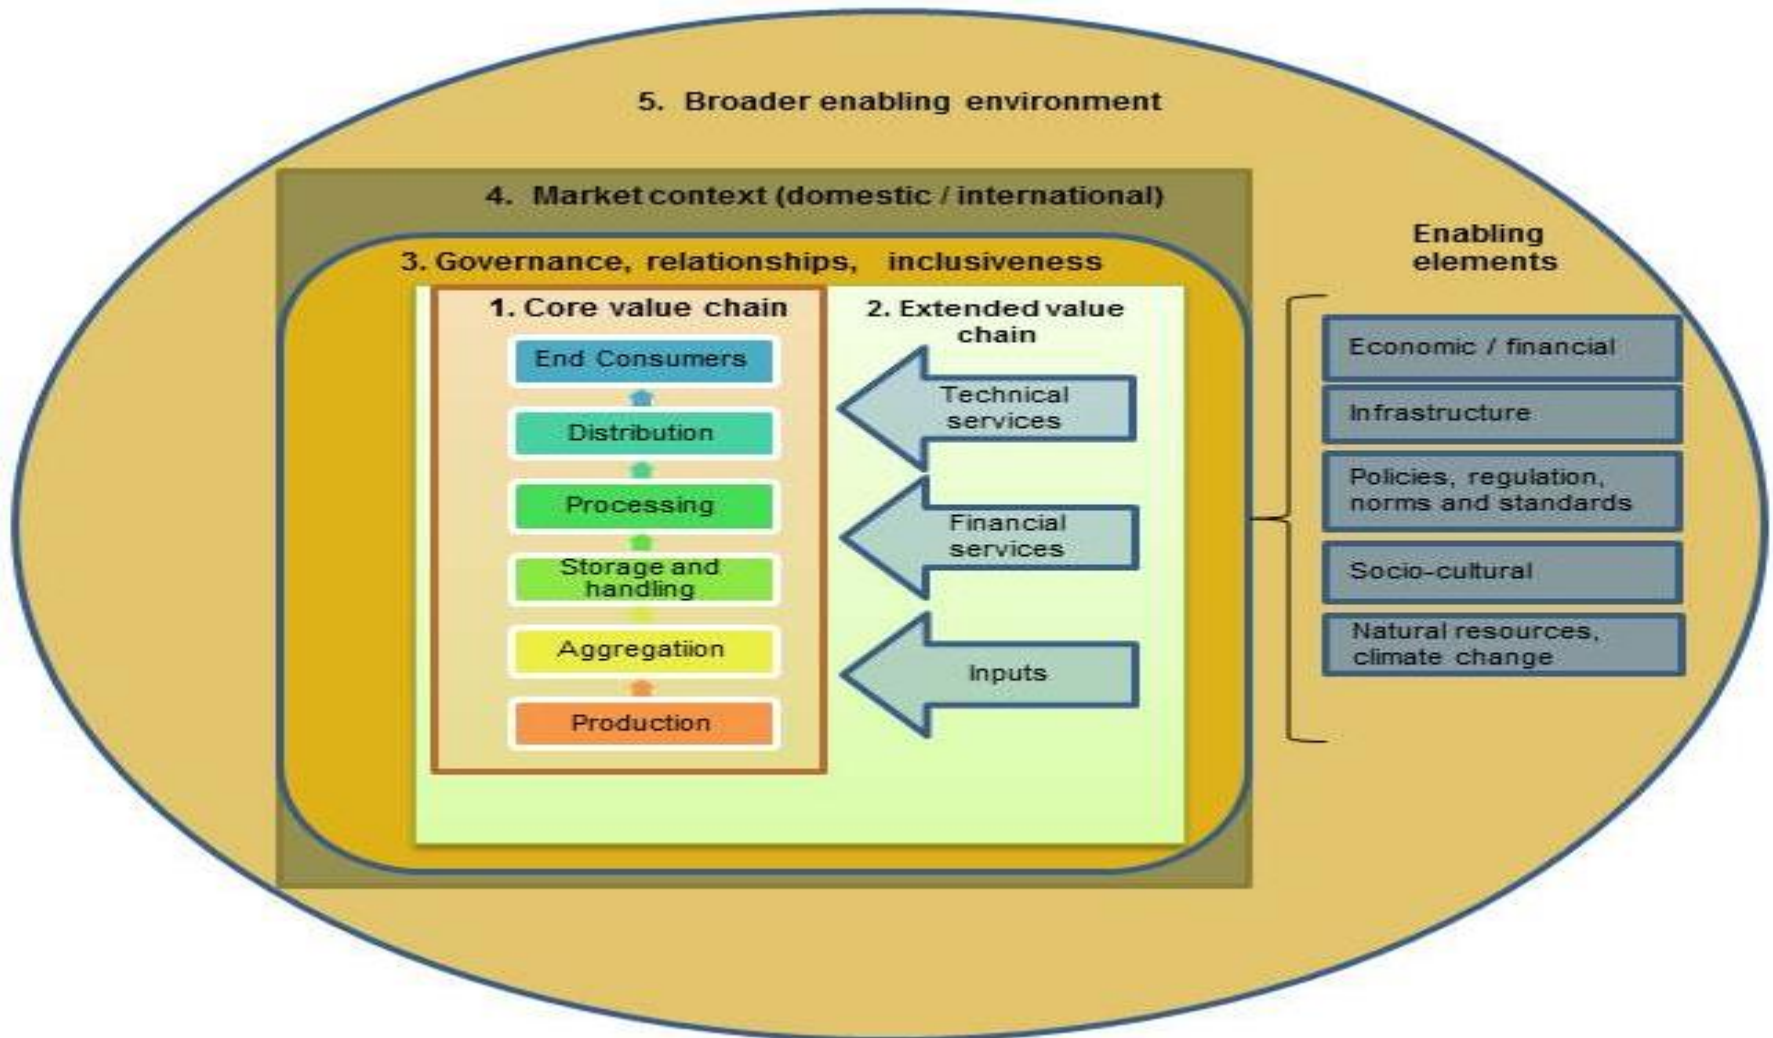 5. Broader enabling environment
4. Market context (domestic / international)
3. Governance, relationships, inclusiveness
1. Core value chain
End Consumers
Distribution
Processing
Storage and
handling
Aggregatiion
Production
2. Extended value
chain
Technical
services
Financial
services
Inputs
Enabling
elements
Economic / financial
Infrastructure
Policies, regulation,
norms and standards
Socio-cultural
Natural resources,
climate change